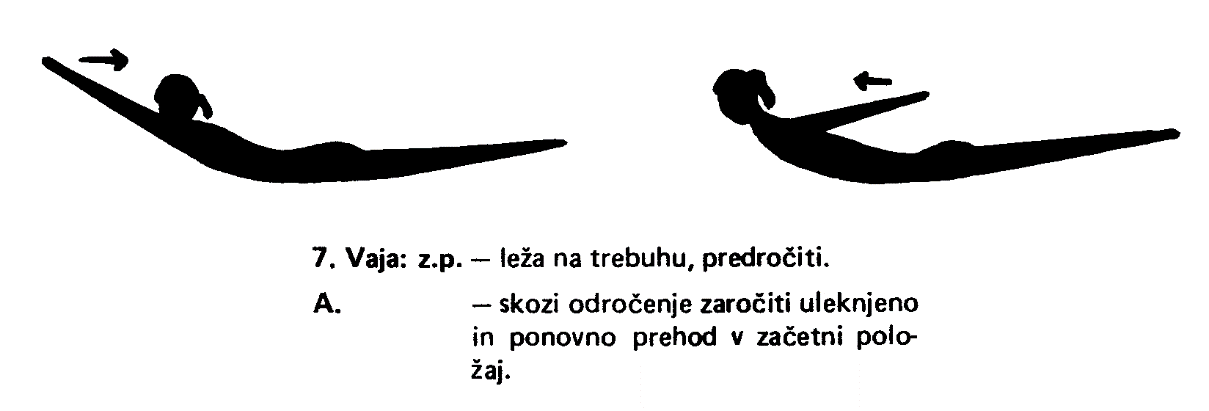 7. Vaja: z.p. — leža na trebuhu, predročiti.
A. — skozi odročenje zaročiti uleknjeno
in ponovno prehod v začetni polo-
žaj.